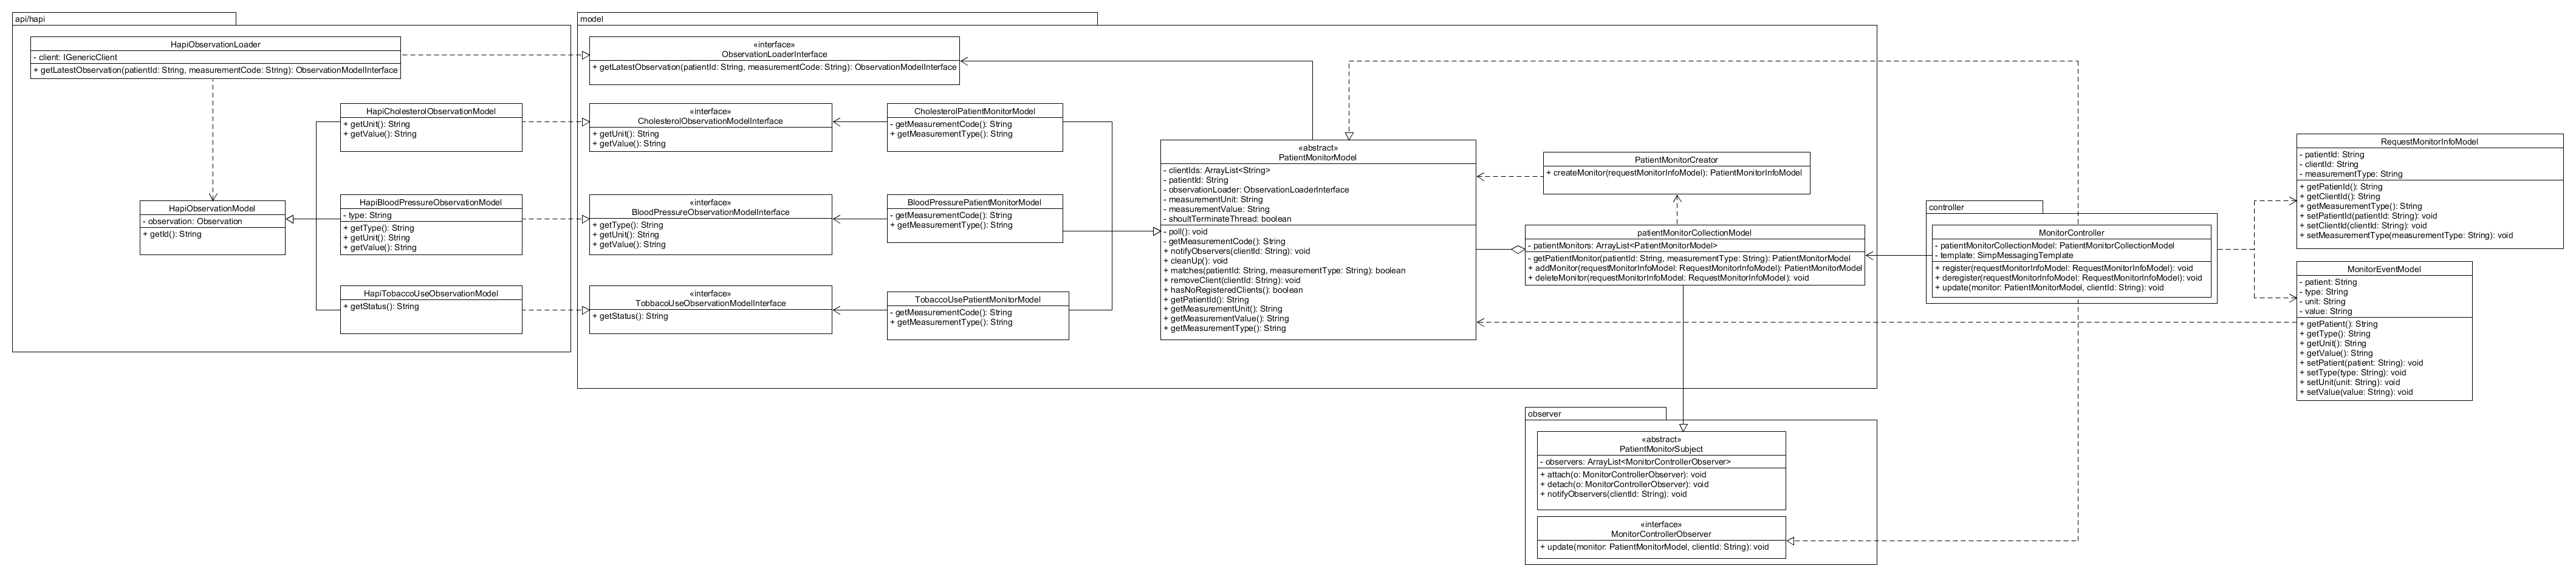 api/hapi
HapiObservationLoader
- client: IGenericClient
+ getLatestObservation(patientId: String, measurementCode: String): ObservationModelInterface
HapiCholesterolObservationModel
+ getUnit(): String
+ getValue(): String
HapiObservationModel
- observation: Observation
+ getId(): String
HapiBloodPressureObservationModel
- type: String
+ getType(): String
+ getUnit(): String
+ getValue(): String
HapiTobaccoUseObservationModel
+ getStatus(): String
model
«interface»
ObservationLoaderInterface
+ getLatestObservation(patientId: String, measurementCode: String): ObservationModelInterface
«interface»
CholesterolObservationModelInterface
+ getUnit(): String
+ getValue(): String
CholesterolPatientMonitorModel
- getMeasurementCode(): String
+ getMeasurementType(): String
«interface»
BloodPressureObservationModelInterface
+ getType(): String
+ getUnit(): String
+ getValue(): String
BloodPressurePatientMonitorModel
- getMeasurementCode(): String
+ getMeasurementType(): String
«interface»
TobbacoUseObservationModelInterface
+ getStatus(): String
TobaccoUsePatientMonitorModel
- getMeasurementCode(): String
+ getMeasurementType(): String
«abstract»
PatientMonitorModel
- clientIds: ArrayList<String>
- patientId: String
- observationLoader: ObservationLoaderInterface
- measurementUnit: String
- measurementValue: String
- shoultTerminateThread: boolean
- poll(): void
- getMeasurementCode(): String
+ notifyObservers(clientId: String): void
+ cleanUp(): void
+ matches(patientId: String, measurementType: String): boolean
+ removeClient(clientId: String): void
+ hasNoRegisteredClients(): boolean
+ getPatientId(): String
+ getMeasurementUnit(): String
+ getMeasurementValue(): String
+ getMeasurementType(): String
PatientMonitorCreator
+ createMonitor(requestMonitorInfoModel): PatientMonitorInfoModel
patientMonitorCollectionModel
- patientMonitors: ArrayList<PatientMonitorModel>
- getPatientMonitor(patientId: String, measurementType: String): PatientMonitorModel
+ addMonitor(requestMonitorInfoModel: RequestMonitorInfoModel): PatientMonitorModel
+ deleteMonitor(requestMonitorInfoModel: RequestMonitorInfoModel): void
observer
«abstract»
PatientMonitorSubject
- observers: ArrayList<MonitorControllerObserver>
+ attach(o: MonitorControllerObserver): void
+ detach(o: MonitorControllerObserver): void
+ notifyObservers(clientId: String): void
«interface»
MonitorControllerObserver
+ update(monitor: PatientMonitorModel, clientId: String): void
controller
MonitorController
- patientMonitorCollectionModel: PatientMonitorCollectionModel
- template: SimpMessagingTemplate
+ register(requestMonitorInfoModel: RequestMonitorInfoModel): void
+ deregister(requestMonitorInfoModel: RequestMonitorInfoModel): void
+ update(monitor: PatientMonitorModel, clientId: String): void
RequestMonitorInfoModel
- patientId: String
- clientId: String
- measurementType: String
+ getPatienId(): String
+ getClientId(): String
+ getMeasurementType(): String
+ setPatientId(patientId: String): void
+ setClientId(clientId: String): void
+ setMeasurementType(measurementType: String): void
MonitorEventModel
- patient: String
- type: String
- unit: String
- value: String
+ getPatient(): String
+ getType(): String
+ getUnit(): String
+ getValue(): String
+ setPatient(patient: String): void
+ setType(type: String): void
+ setUnit(unit: String): void
+ setValue(value: String): void